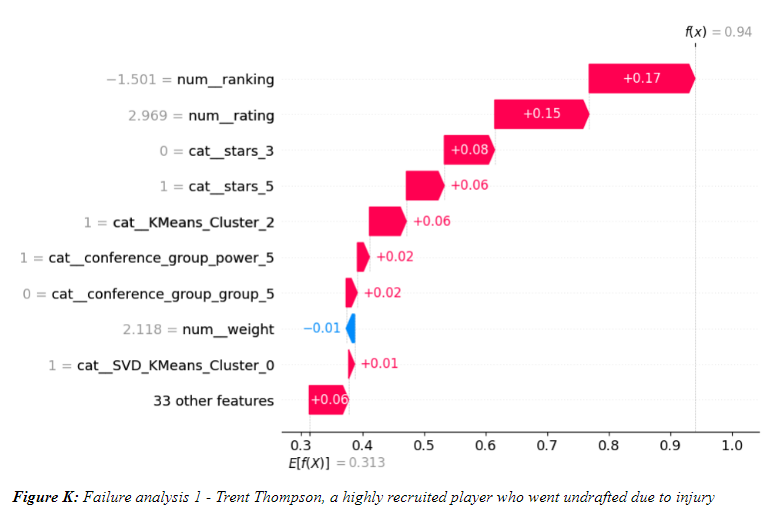 f(x) = 0.94
−1.501 = num__ranking
+0.17
2.969 = num__rating
+0.15
0 = cat__stars_3
+0.08
1 = cat__stars_5
+0.06
1 = cat__KMeans_Cluster_2
+0.06
1 = cat__conference_group_power_5
+0.02
0 = cat__conference_group_group_5
+0.02
2.118 = num__weight
−0.01
1 = cat__SVD_KMeans_Cluster_0
+0.01
33 other features
+0.06
0.3 0.4 0.5 0.6 0.7 0.8 0.9 1.0
E[f(X)] = 0.313
Figure K: Failure analysis 1 - Trent Thompson, a highly recruited player who went undrafted due to injury